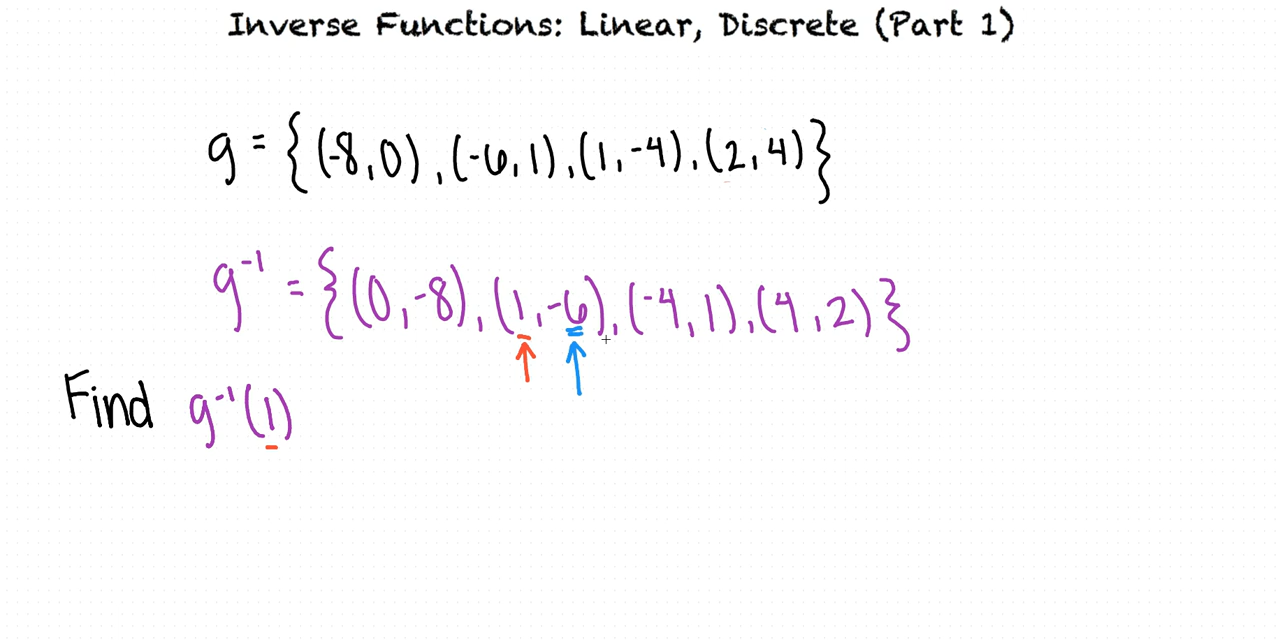 Inverse Functions: Linear, Discrete (Part 1)
g = {(-8,0),(-6,1),(1,-4),(2,4)}
g⁻¹ = {(0,-8),(1,-6),(-4,1),(4,2)}
Find g⁻¹(1)